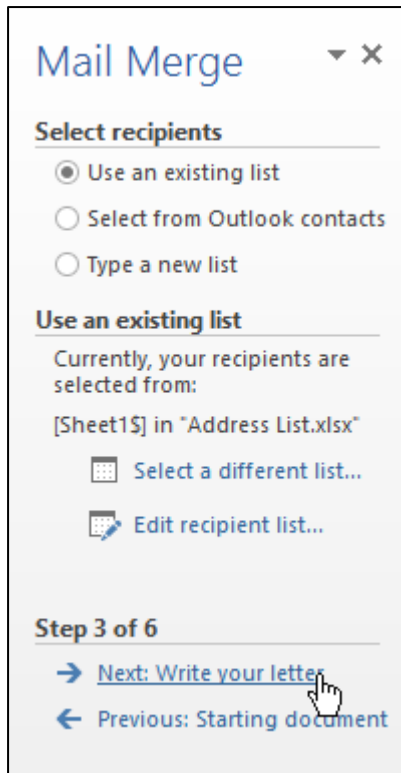 Mail Merge
Select recipients
Use an existing list
Select from Outlook contacts
Type a new list
Use an existing list
Currently, your recipients are
selected from:
[Sheet1$] in "Address List.xlsx"
Select a different list...
Edit recipient list...
Step 3 of 6
Next: Write your letter
Previous: Starting document